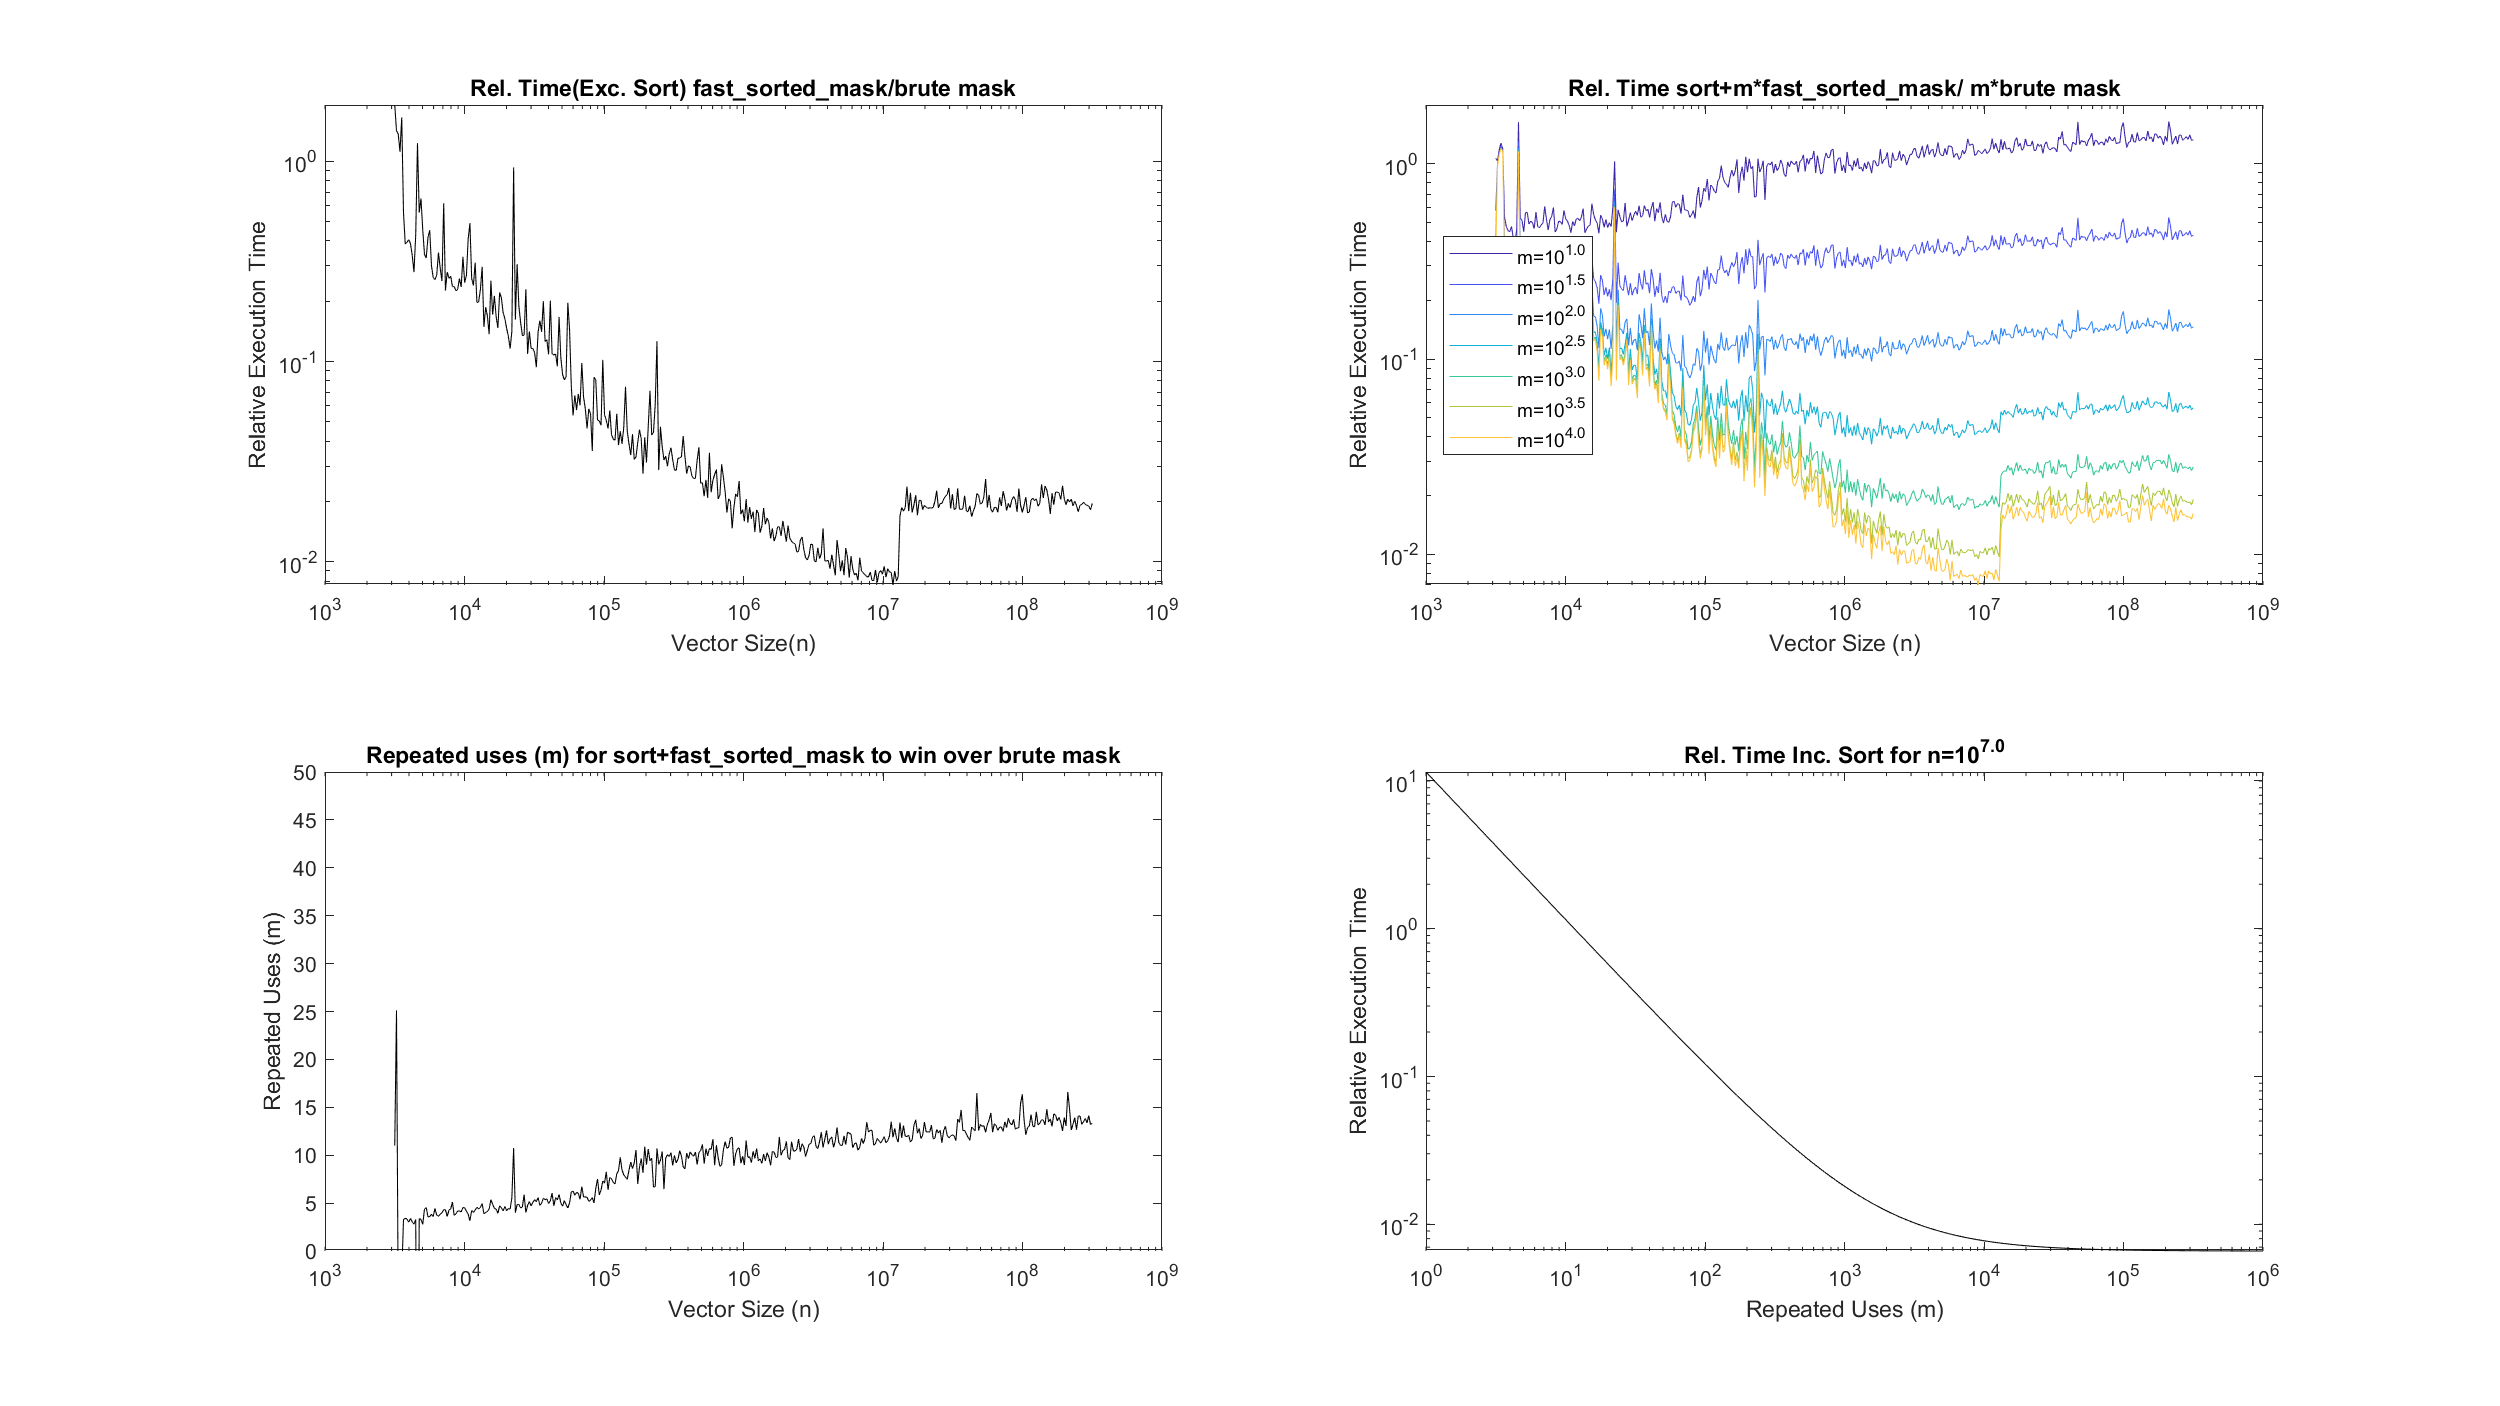 Rel. Time(Exc. Sort) fast_sorted_mask/brute mask
Relative Execution Time
10^0
10^-1
10^-2
10^3 10^4 10^5 10^6 10^7 10^8 10^9
Vector Size(n)
Rel. Time sort+m*fast_sorted_mask/ m*brute mask
Relative Execution Time
10^0
10^-1
10^-2
m=10^1.0
m=10^1.5
m=10^2.0
m=10^2.5
m=10^3.0
m=10^3.5
m=10^4.0
10^3 10^4 10^5 10^6 10^7 10^8 10^9
Vector Size (n)
Repeated uses (m) for sort+fast_sorted_mask to win over brute mask
Repeated Uses (m)
50
45
40
35
30
25
20
15
10
5
0
10^3 10^4 10^5 10^6 10^7 10^8 10^9
Vector Size (n)
Rel. Time Inc. Sort for n=10^7.0
Relative Execution Time
10^1
10^0
10^-1
10^-2
10^0 10^1 10^2 10^3 10^4 10^5 10^6
Repeated Uses (m)